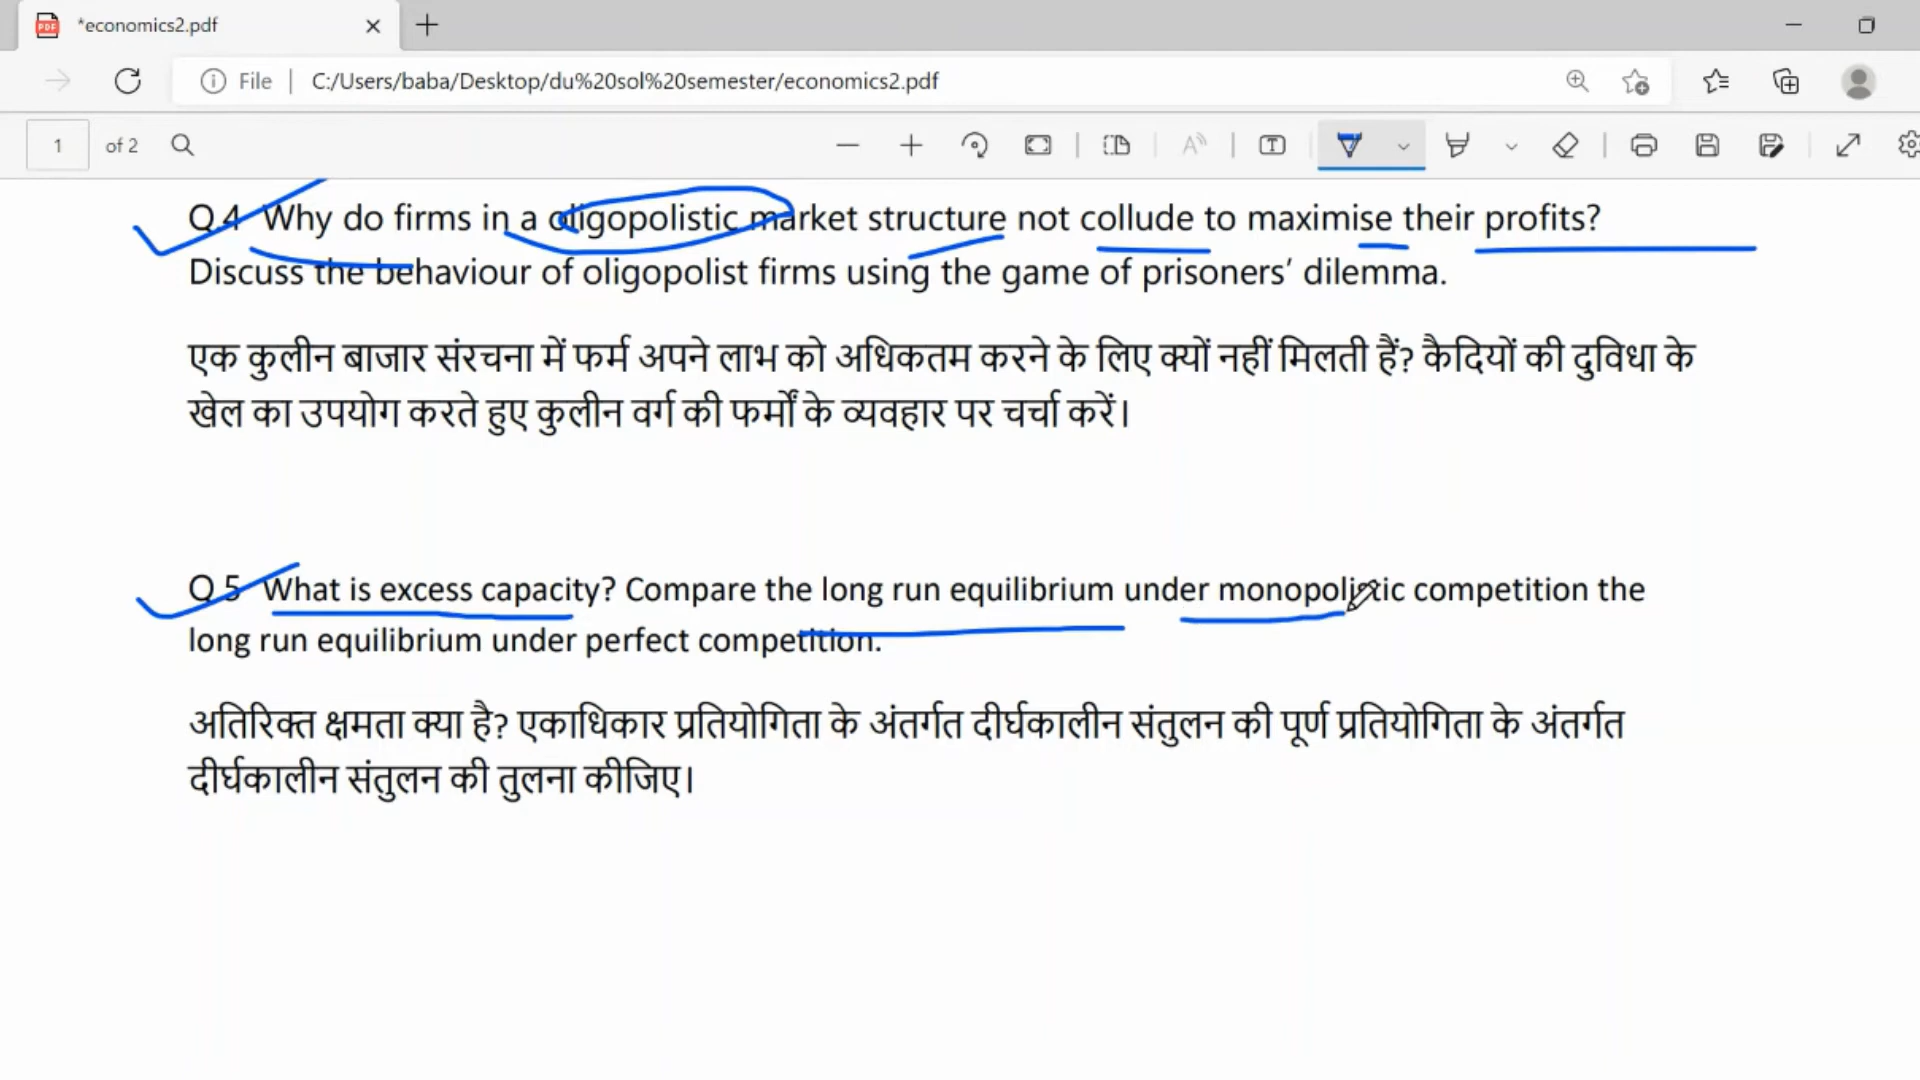 *economics2.pdf
File
C:/Users/baba/Desktop/du%20sol%20semester/economics2.pdf
1 of 2
Q.4 Why do firms in a oligopolistic market structure not collude to maximise their profits?
Discuss the behaviour of oligopolist firms using the game of prisoners’ dilemma.
एक कुलीन बाजार संरचना में फर्म अपने लाभ को अधिकतम करने के लिए क्यों नहीं मिलती हैं? कैदियों की दुविधा के
खेल का उपयोग करते हुए कुलीन वर्ग की फर्मों के व्यवहार पर चर्चा करें।
Q.5 What is excess capacity? Compare the long run equilibrium under monopolistic competition the
long run equilibrium under perfect competition.
अतिरिक्त क्षमता क्या है? एकाधिकार प्रतियोगिता के अंतर्गत दीर्घकालीन संतुलन की पूर्ण प्रतियोगिता के अंतर्गत
दीर्घकालीन संतुलन की तुलना कीजिए।